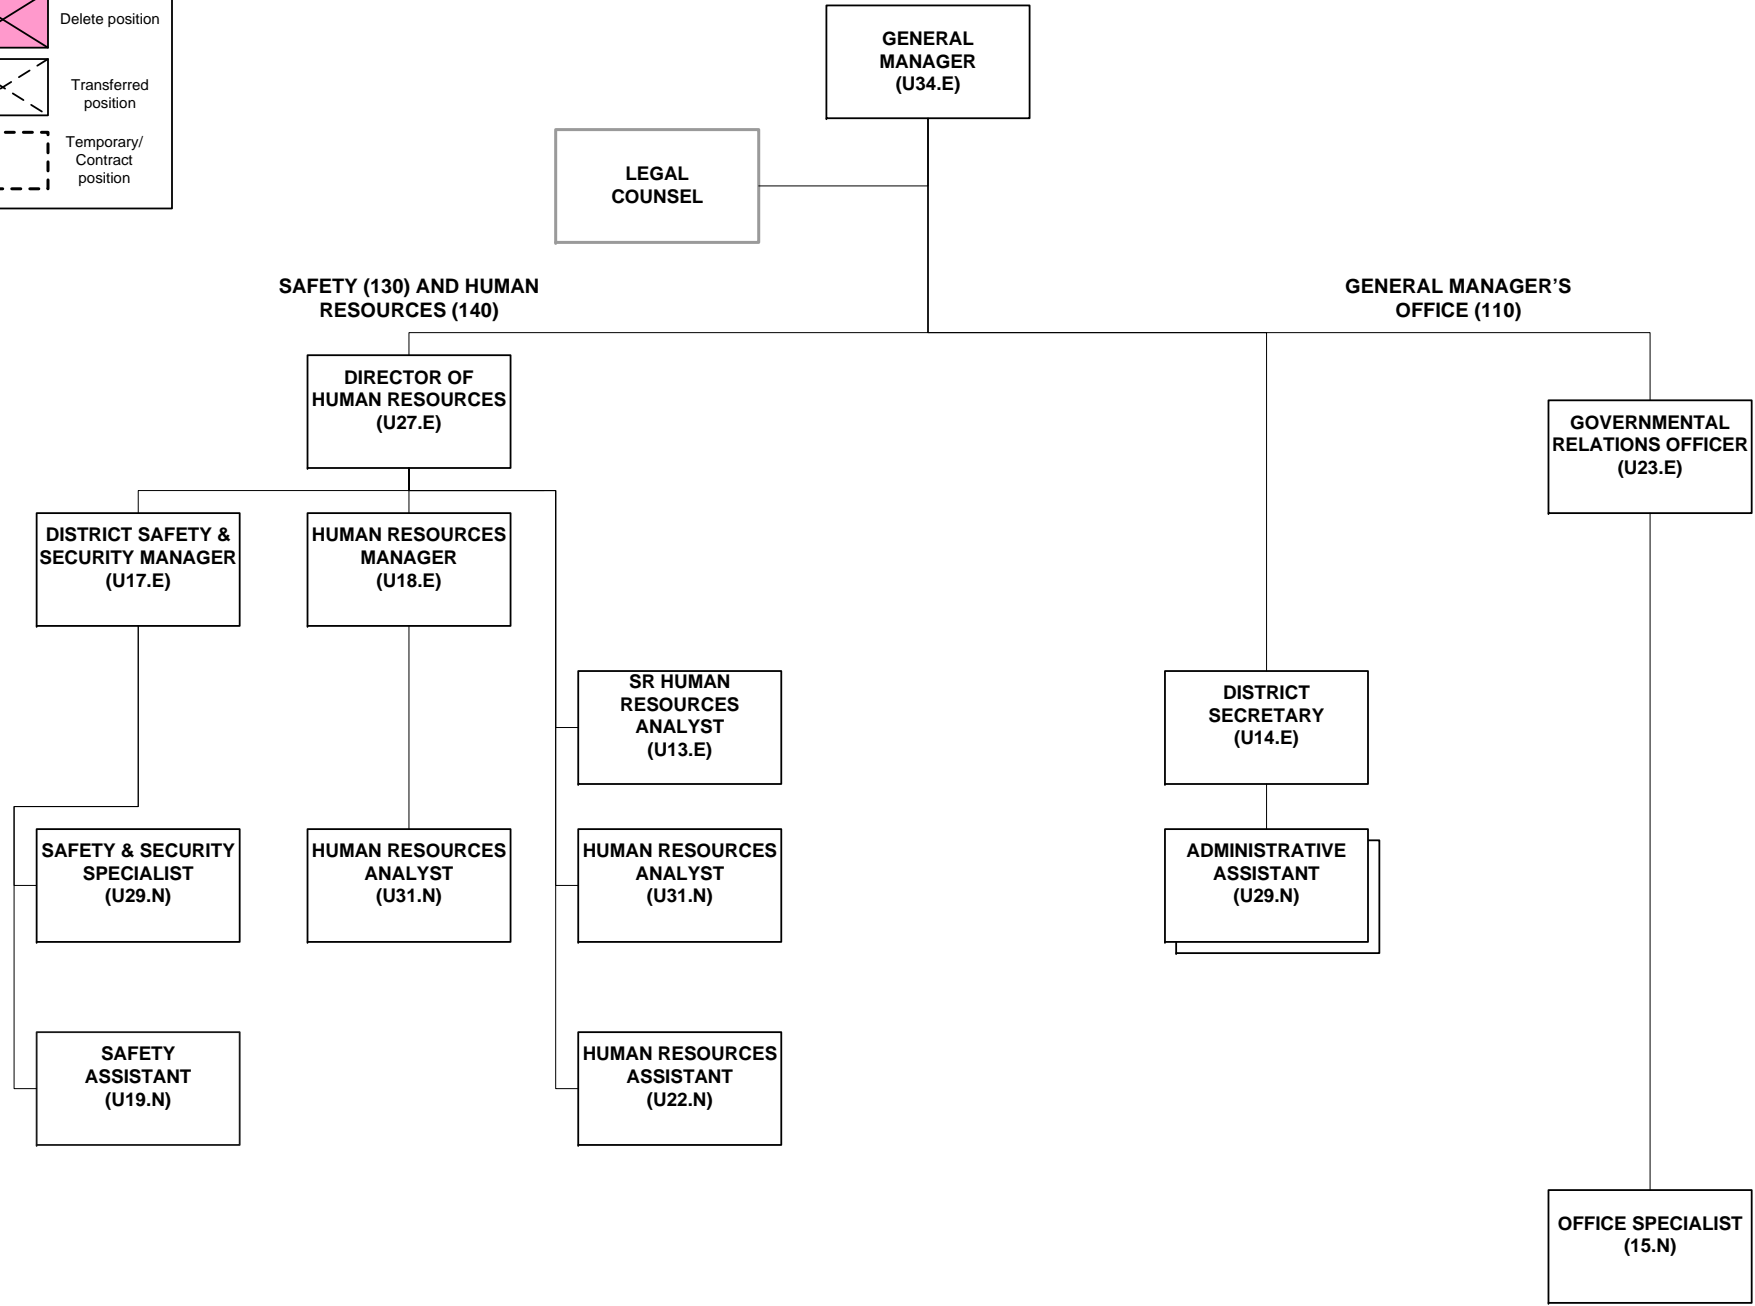 Delete position
Transferred
position
Temporary/
Contract
position
GENERAL
MANAGER
(U34.E)
LEGAL
COUNSEL
SAFETY (130) AND HUMAN
RESOURCES (140)
GENERAL MANAGER’S
OFFICE (110)
DIRECTOR OF
HUMAN RESOURCES
(U27.E)
GOVERNMENTAL
RELATIONS OFFICER
(U23.E)
DISTRICT SAFETY &
SECURITY MANAGER
(U17.E)
HUMAN RESOURCES
MANAGER
(U18.E)
SR HUMAN
RESOURCES
ANALYST
(U13.E)
DISTRICT
SECRETARY
(U14.E)
SAFETY & SECURITY
SPECIALIST
(U29.N)
HUMAN RESOURCES
ANALYST
(U31.N)
HUMAN RESOURCES
ANALYST
(U31.N)
ADMINISTRATIVE
ASSISTANT
(U29.N)
SAFETY
ASSISTANT
(U19.N)
HUMAN RESOURCES
ASSISTANT
(U22.N)
OFFICE SPECIALIST
(15.N)